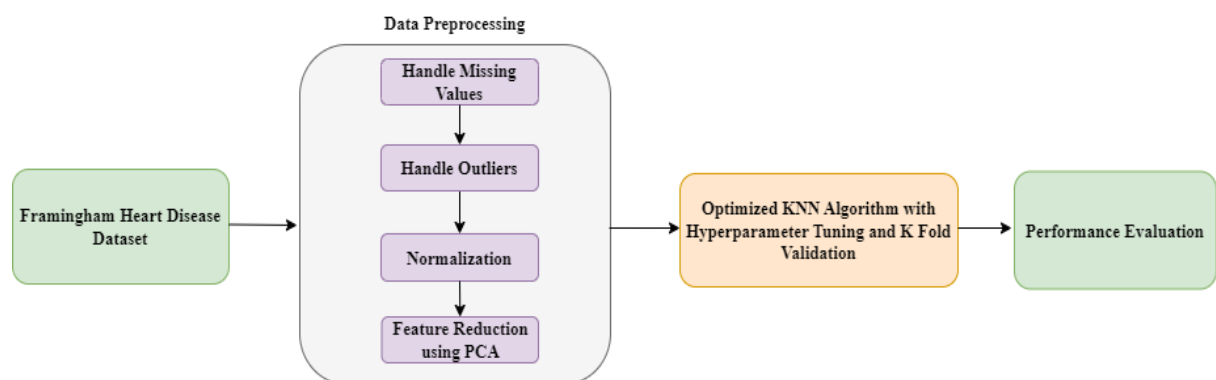 Data Preprocessing
Handle Missing
Values
Handle Outliers
Normalization
Feature Reduction
using PCA
Framingham Heart Disease
Dataset
Optimized KNN Algorithm with
Hyperparameter Tuning and K Fold
Validation
Performance Evaluation